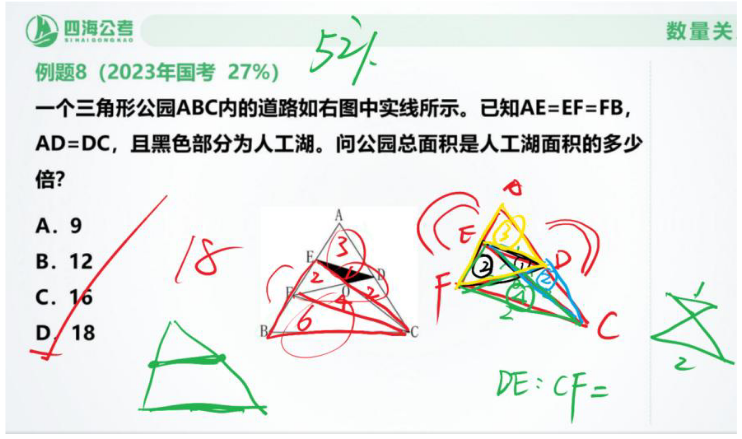 四海公考
SIHAIGONGKAO
数量关
52%
例题8（2023年国考 27%）
一个三角形公园ABC内的道路如右图中实线所示。已知AE=EF=FB，
AD=DC，且黑色部分为人工湖。问公园总面积是人工湖面积的多少
倍？
A. 9
B. 12
C. 16
D. 18
18
A
E
3
D
2
2
F
O
4
B
6
C
A
E
3
D
F
2
1
2
4
2
C
1
2
DE：CF=